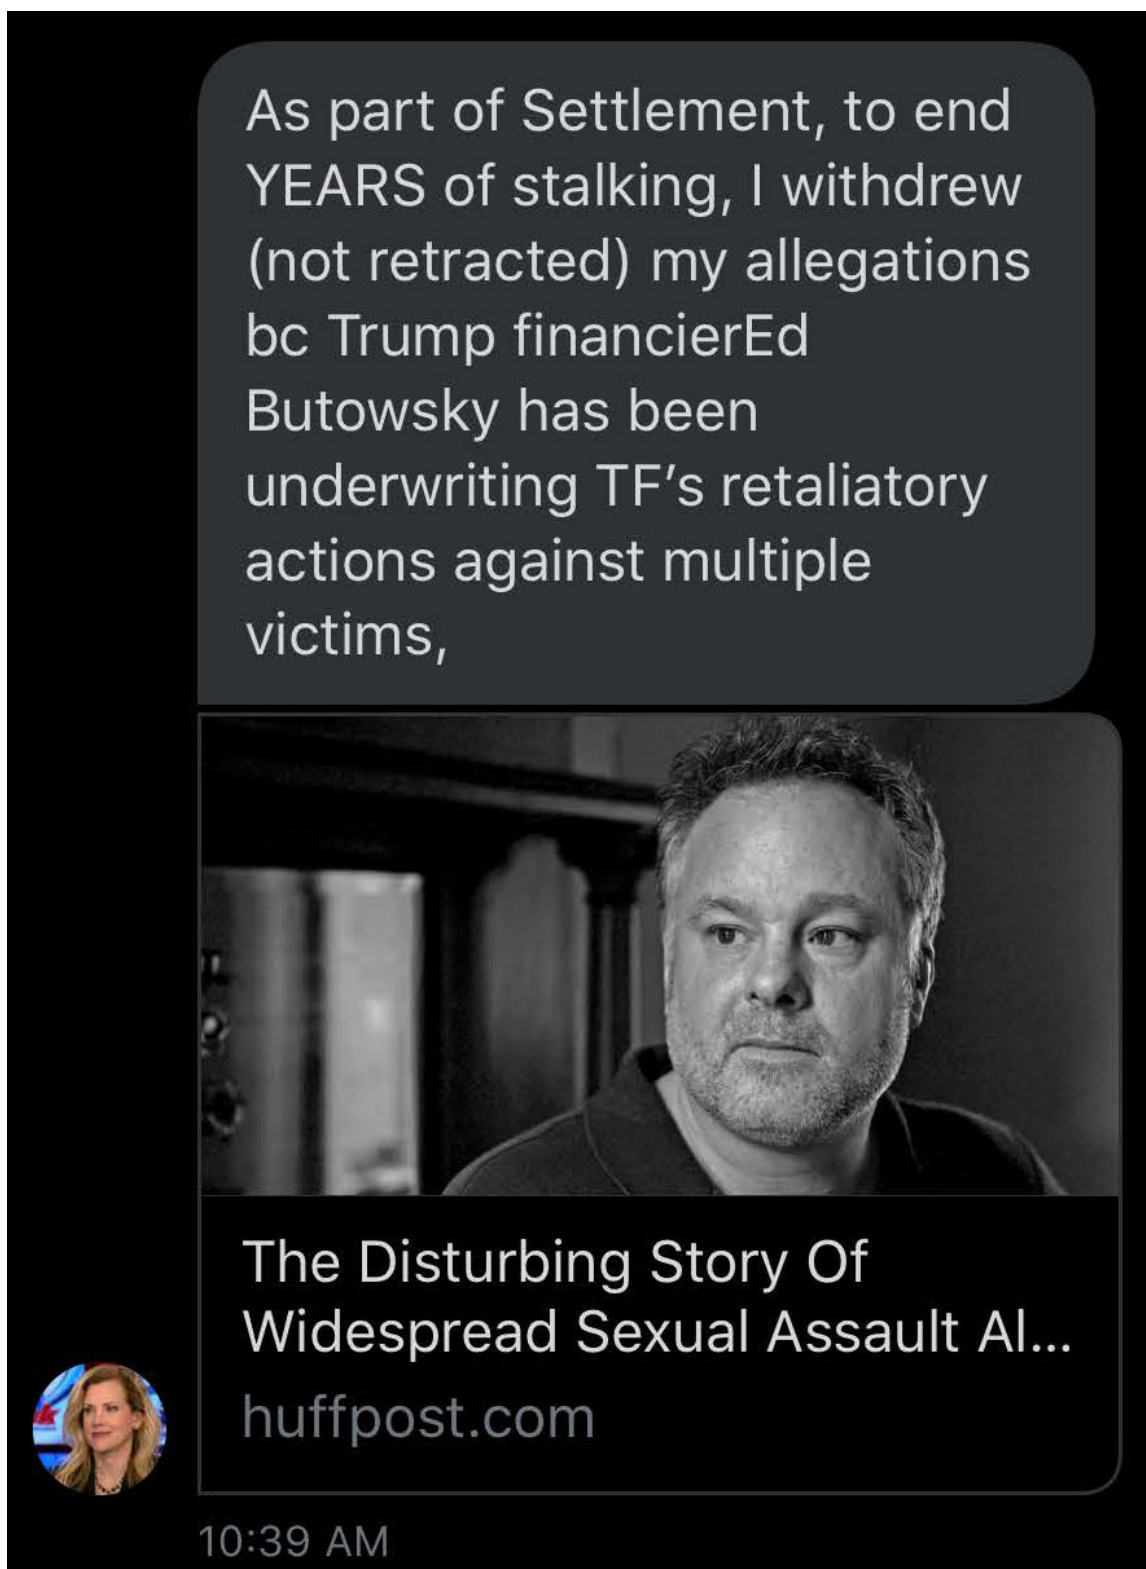 As part of Settlement, to end
YEARS of stalking, I withdrew
(not retracted) my allegations
bc Trump financierEd
Butowsky has been
underwriting TF’s retaliatory
actions against multiple
victims,
The Disturbing Story Of
Widespread Sexual Assault Al...
huffpost.com
10:39 AM